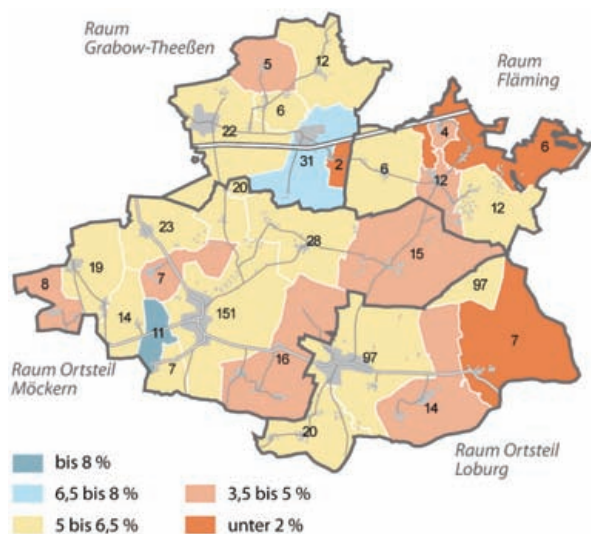 Raum
Grabow-Theeßen
Raum
Fläming
12
5
6
22
31
2
6
4
6
12
12
20
23
28
15
19
8
7
97
14
11
151
7
16
97
7
14
20
Raum Ortsteil
Möckern
Raum Ortsteil
Loburg
bis 8 %
6,5 bis 8 %
5 bis 6,5 %
3,5 bis 5 %
unter 2 %